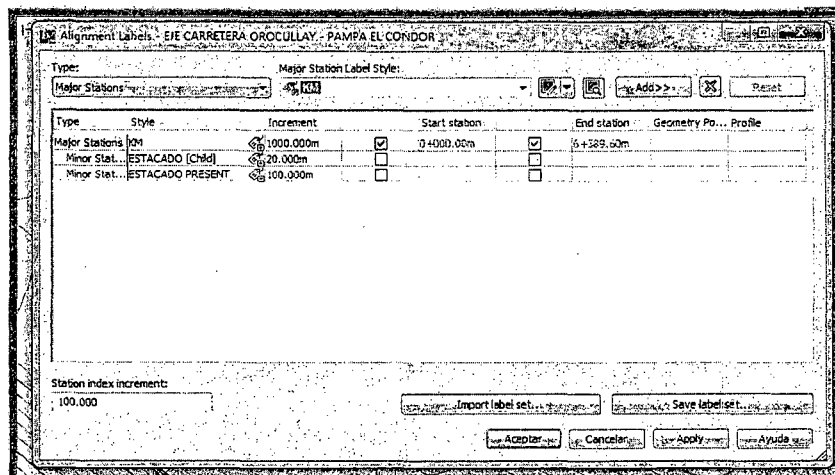 Alignment Labels - EJE CARRETERA OROCULLAY - PAMPA EL CONDOR
Type: Major Station Label Style:
Major Stations KM Add>> Reset
Type Style Increment Start station End station Geometry Po... Profile
Major Stations KM 1000.000m 0+000.00m 6+389.60m
Minor Stat... ESTACADO [Child] 20.000m
Minor Stat... ESTACADO PRESENT 100.000m
Station index increment:
100.000 Import label set... Save label set...
Aceptar Cancelar Apply Ayuda